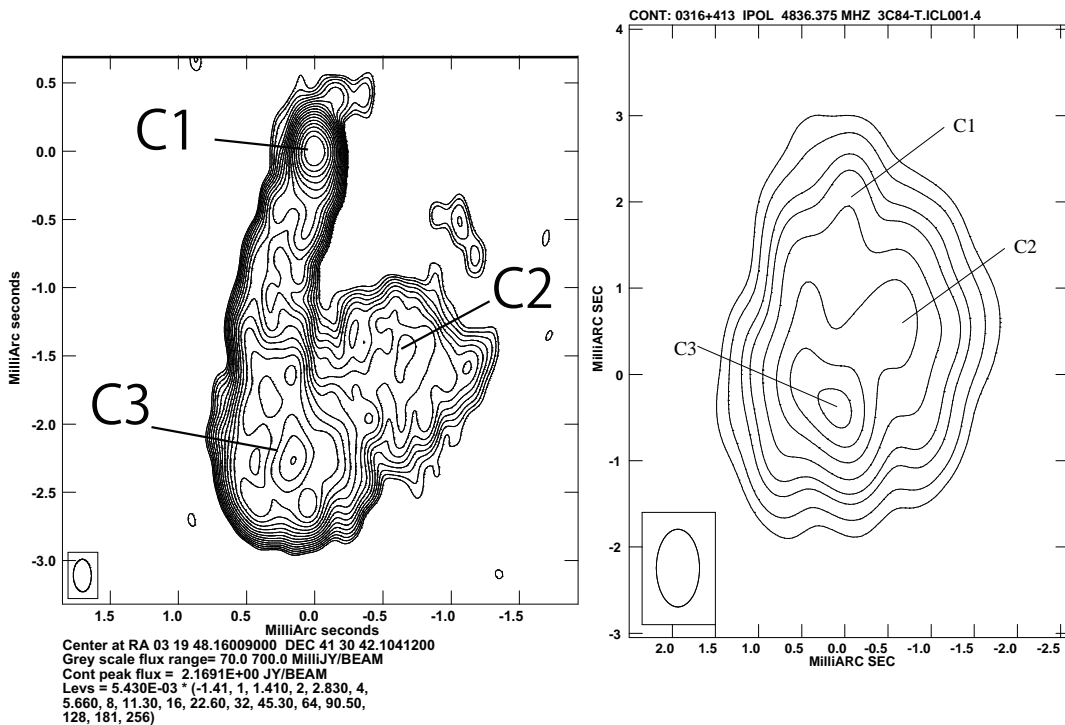 CONT: 0316+413 IPOL 4836.375 MHZ 3C84-T.ICL001.4
C1
C2
C3
0.5
0.0
-0.5
-1.0
-1.5
-2.0
-2.5
-3.0
MilliArc seconds
1.5 1.0 0.5 0.0 -0.5 -1.0 -1.5
MilliArc seconds
Center at RA 03 19 48.16009000 DEC 41 30 42.1041200
Grey scale flux range= 70.0 700.0 MilliJY/BEAM
Cont peak flux = 2.1691E+00 JY/BEAM
Levs = 5.430E-03 * (-1.41, 1, 1.410, 2, 2.830, 4,
5.660, 8, 11.30, 16, 22.60, 32, 45.30, 64, 90.50,
128, 181, 256)
C1
C2
C3
4
3
2
1
0
-1
-2
-3
MilliARC SEC
2.0 1.5 1.0 0.5 0.0 -0.5 -1.0 -1.5 -2.0 -2.5
MilliARC SEC